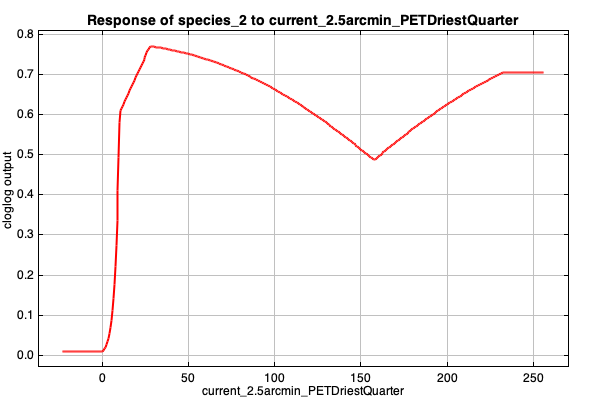 Response of species_2 to current_2.5arcmin_PETDriestQuarter
0.8
0.7
0.6
0.5
0.4
0.3
0.2
0.1
0.0
cloglog output
0 50 100 150 200 250
current_2.5arcmin_PETDriestQuarter